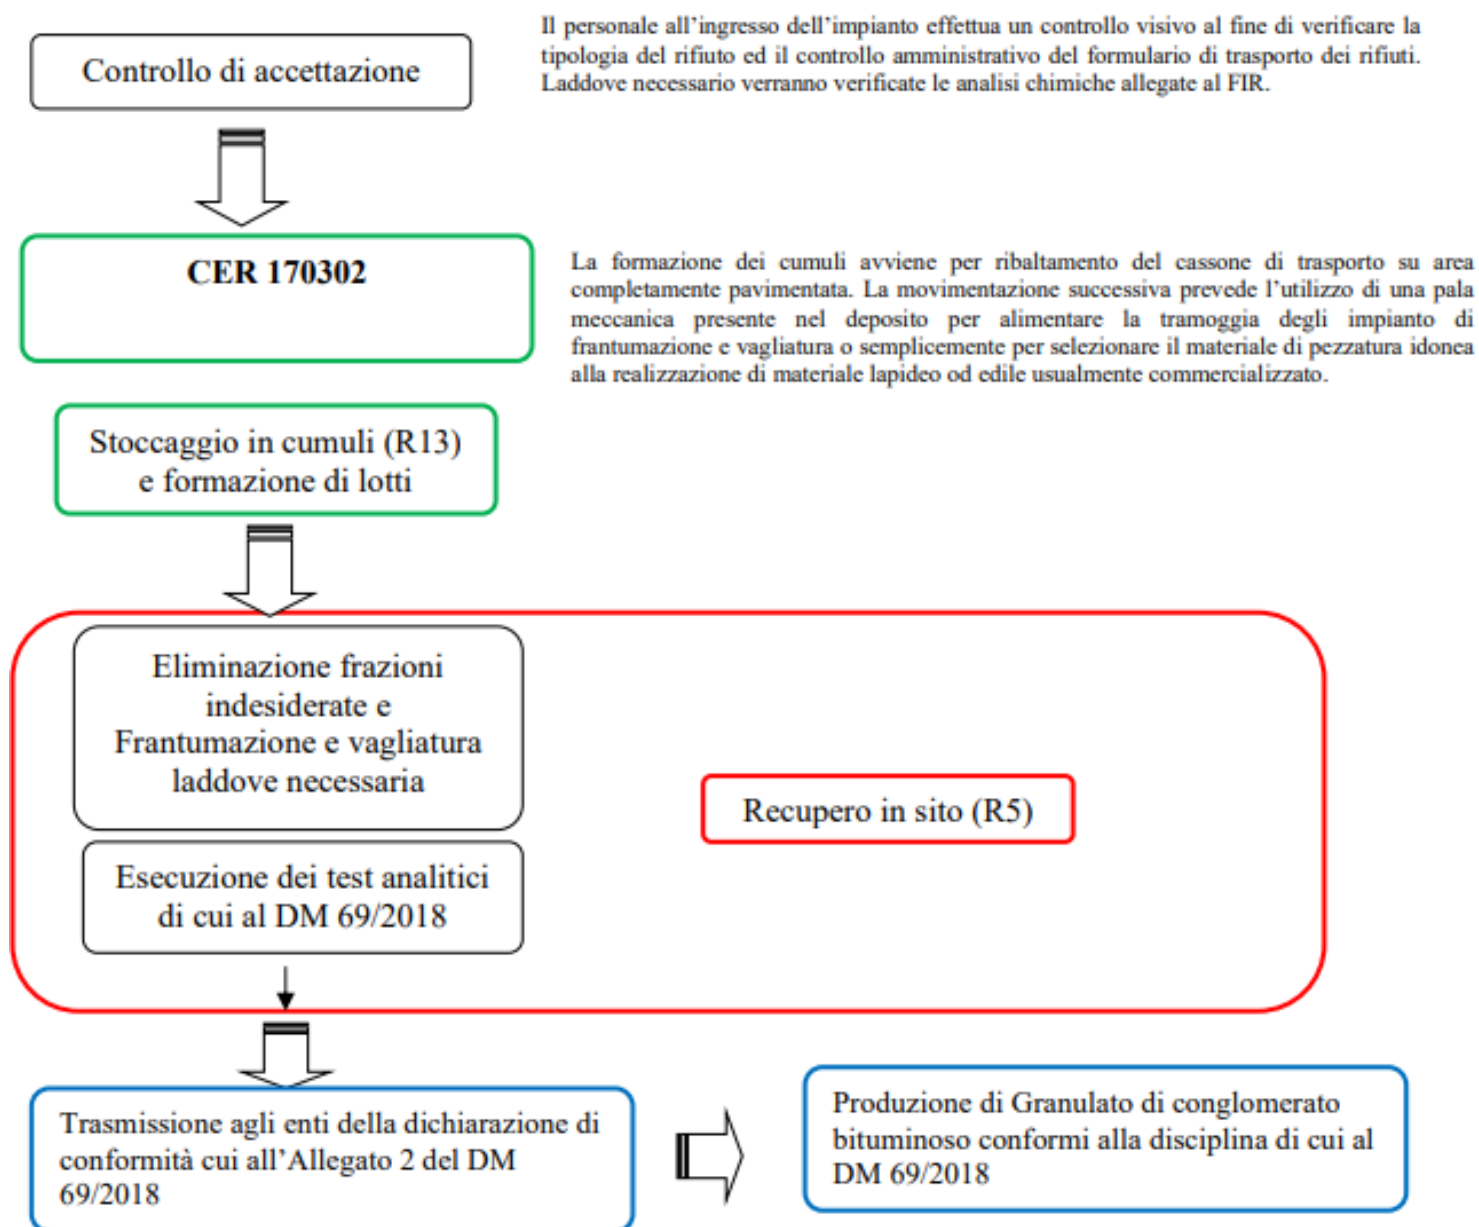 Controllo di accettazione
Il personale all'ingresso dell'impianto effettua un controllo visivo al fine di verificare la
tipologia del rifiuto ed il controllo amministrativo del formulario di trasporto dei rifiuti.
Laddove necessario verranno verificate le analisi chimiche allegate al FIR.
CER 170302
La formazione dei cumuli avviene per ribaltamento del cassone di trasporto su area
completamente pavimentata. La movimentazione successiva prevede l'utilizzo di una pala
meccanica presente nel deposito per alimentare la tramoggia degli impianto di
frantumazione e vagliatura o semplicemente per selezionare il materiale di pezzatura idonea
alla realizzazione di materiale lapideo od edile usualmente commercializzato.
Stoccaggio in cumuli (R13)
e formazione di lotti
Eliminazione frazioni
indesiderate e
Frantumazione e vagliatura
laddove necessaria
Recupero in sito (R5)
Esecuzione dei test analitici
di cui al DM 69/2018
Trasmissione agli enti della dichiarazione di
conformità cui all'Allegato 2 del DM
69/2018
Produzione di Granulato di conglomerato
bituminoso conformi alla disciplina di cui al
DM 69/2018